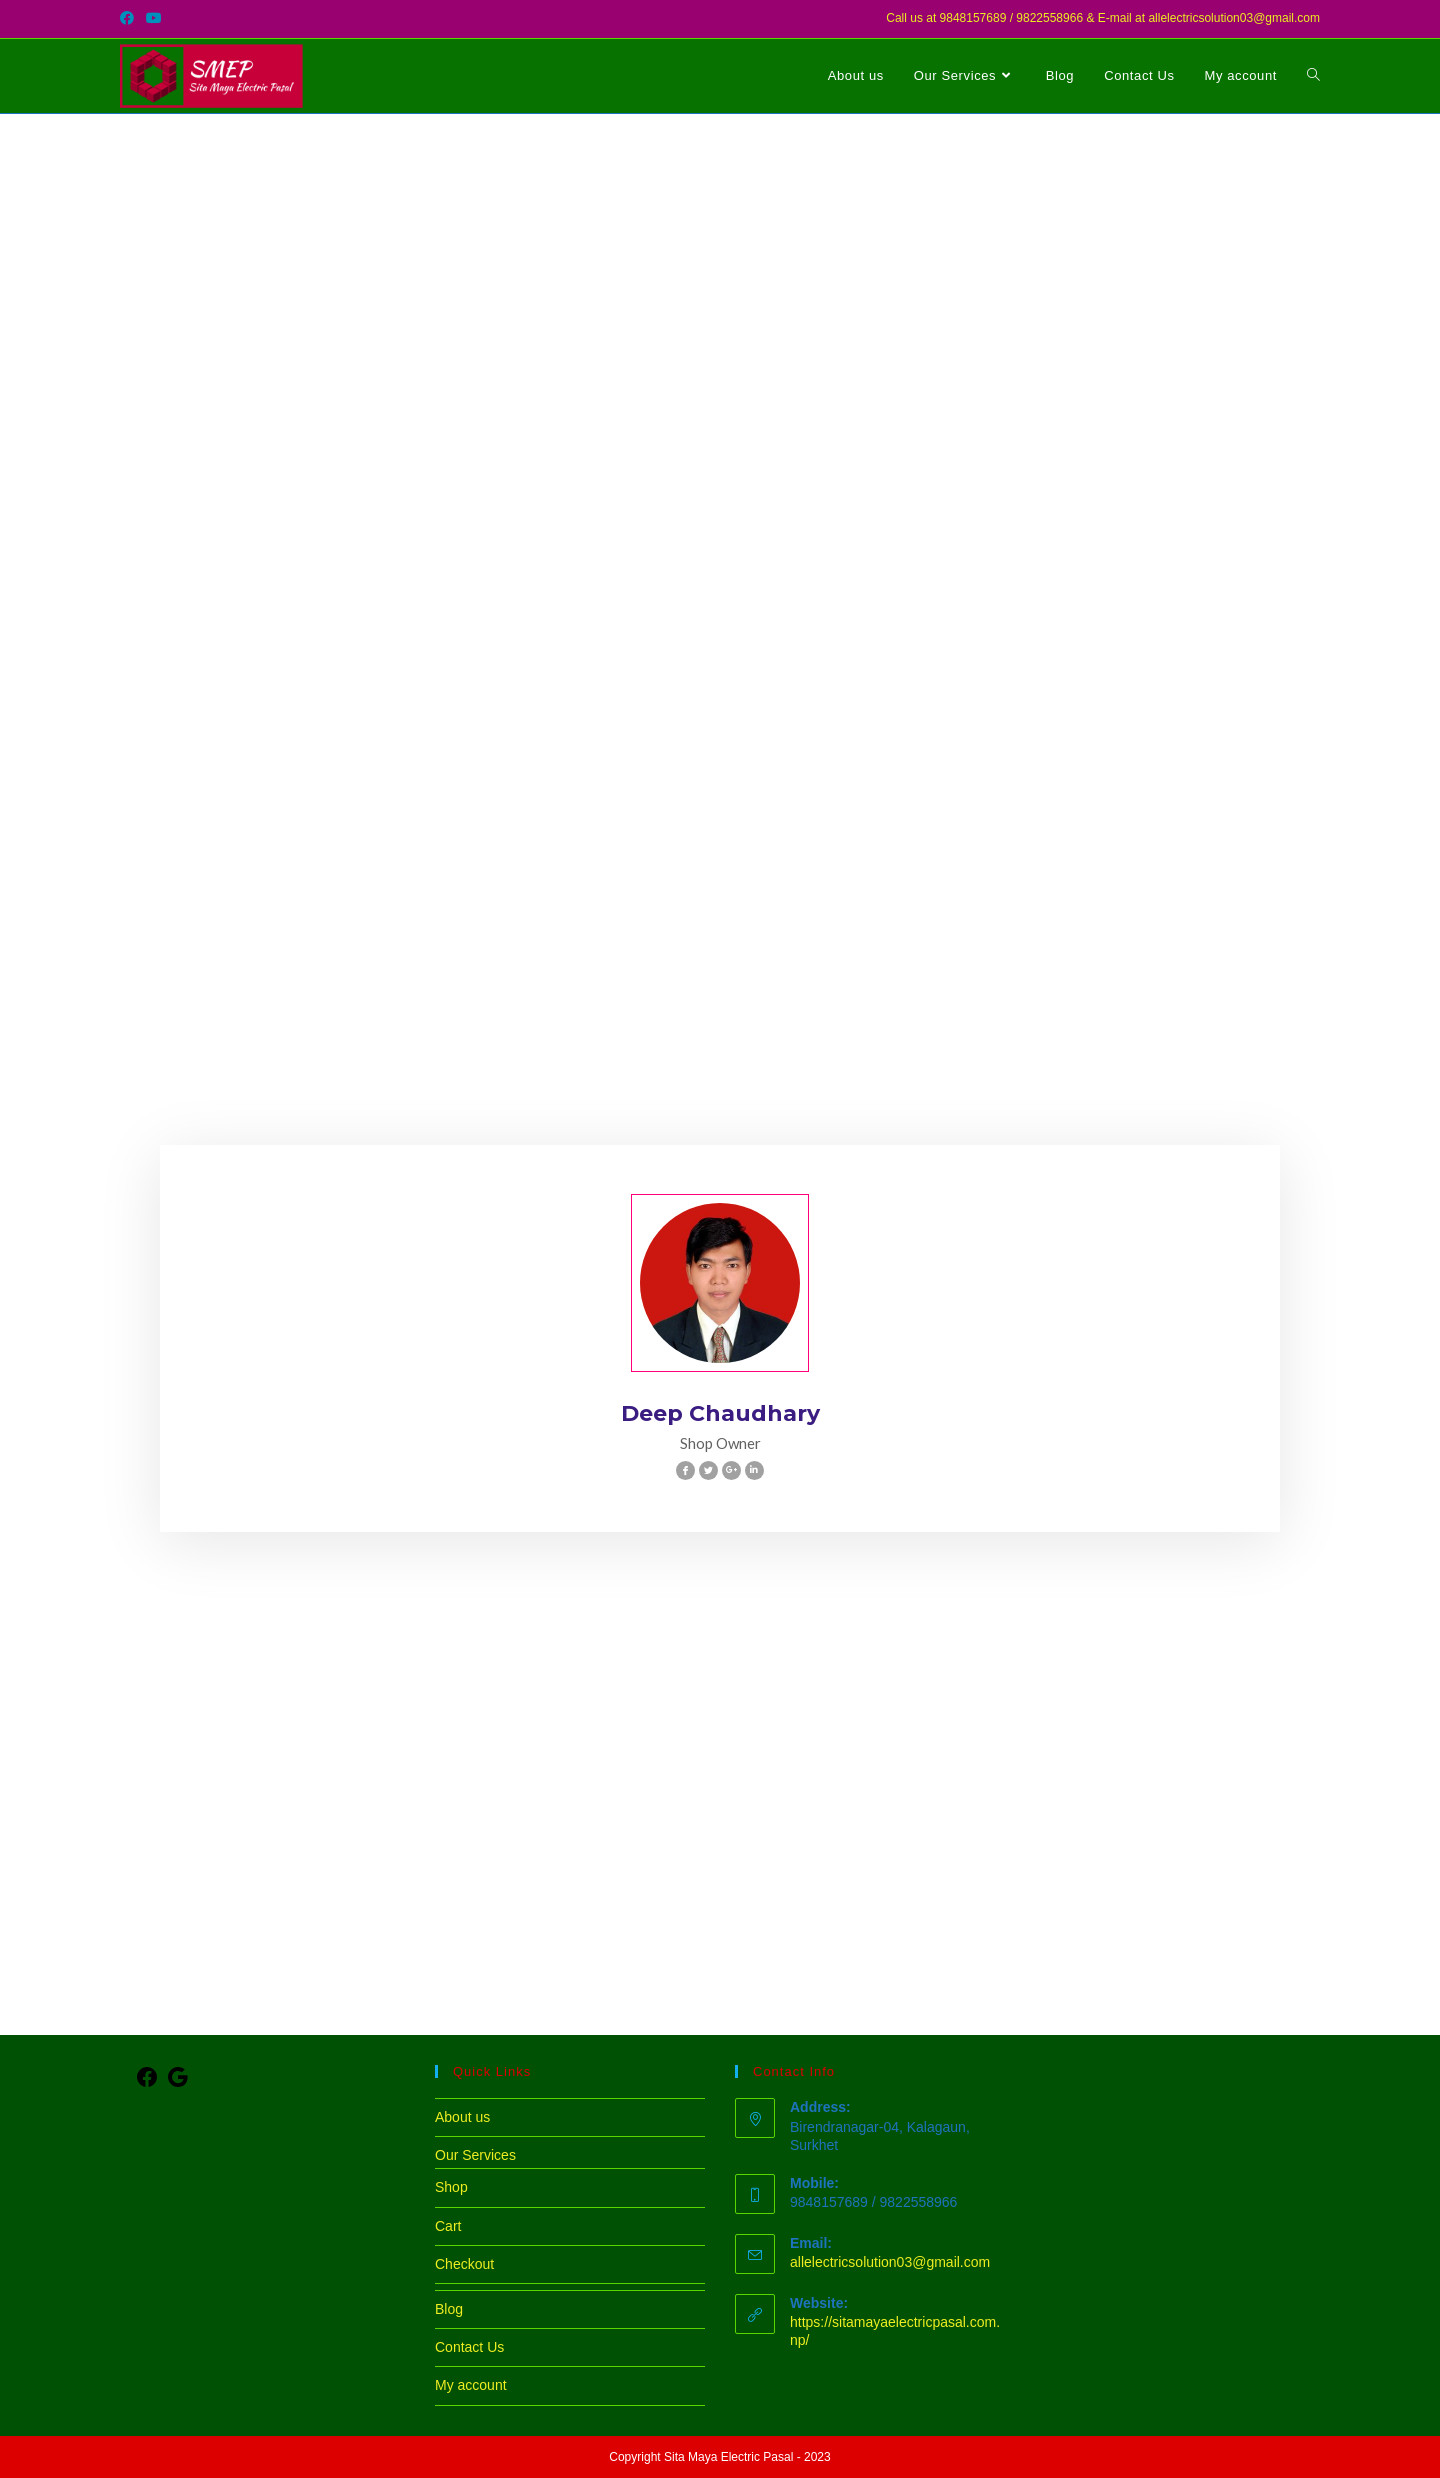 Call us at 9848157689 / 9822558966 & E-mail at allelectricsolution03@gmail.com
SMEP
Sita Maya Electric Pasal
About us
Our Services
Blog
Contact Us
My account
Deep Chaudhary
Shop Owner
Quick Links
About us
Our Services
Shop
Cart
Checkout
Blog
Contact Us
My account
Contact Info
Address:
Birendranagar-04, Kalagaun,
Surkhet
Mobile:
9848157689 / 9822558966
Email:
allelectricsolution03@gmail.com
Website:
https://sitamayaelectricpasal.com.
np/
Copyright Sita Maya Electric Pasal - 2023